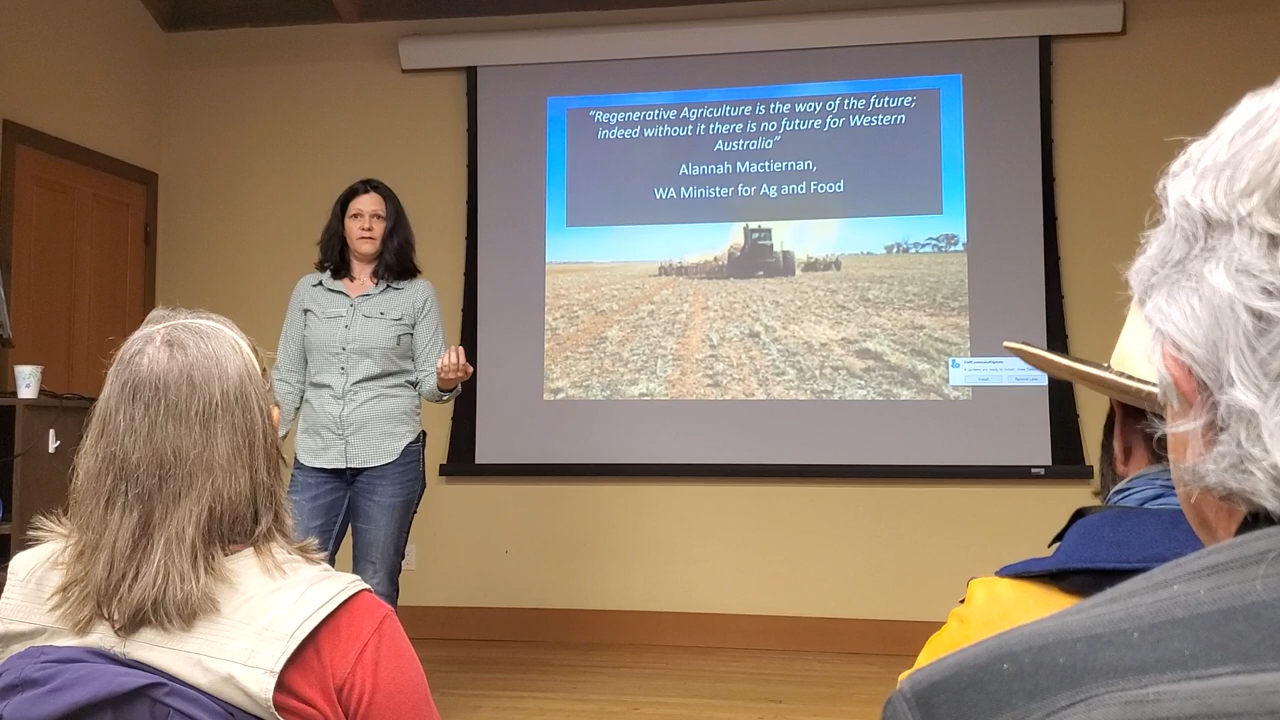 “Regenerative Agriculture is the way of the future;
indeed without it there is no future for Western
Australia”
Alannah Mactiernan,
WA Minister for Ag and Food
Install